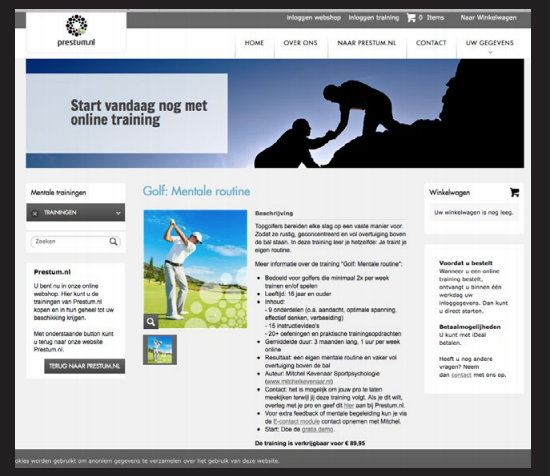 Inloggen webshop Inloggen training 0 Items Naar Winkelwagen
prestum.nl
HOME OVER ONS NAAR PRESTUM.NL CONTACT UW GEGEVENS
Start vandaag nog met
online training
Mentale trainingen
TRAININGEN
Zoeken
Prestum.nl
U bent nu in onze online
webshop. Hier kunt u de
trainingen van Prestum.nl
kopen en in hun geheel tot uw
beschikking krijgen.
Met onderstaande button kunt
u terug naar onze website
Prestum.nl.
TERUG NAAR PRESTUM.NL
Golf: Mentale routine
Beschrijving
Topgolfers bereiden elke slag op een vaste manier voor.
Zodat ze rustig, geconcentreerd en vol overtuiging boven
de bal staan. In deze training leer je hetzelfde: Je traint je
eigen routine.
Meer informatie over de training "Golf: Mentale routine":
• Bedoeld voor golfers die minimaal 2x per week
trainen en/of spelen
• Leeftijd: 16 jaar en ouder
• Inhoud:
- 9 onderdelen (o.a. aandacht, optimale spanning,
effectief denken, verbeelding)
- 15 instructievideo's
- 20+ oefeningen en praktische trainingsopdrachten
• Gemiddelde duur: 3 maanden lang, 1 uur per week
online
• Resultaat: een eigen mentale routine en vaker vol
overtuiging boven de bal
• Auteur: Mitchel Kevenaar Sportpsychologie
(www.mitchelkevenaar.nl)
• Contact: het is mogelijk om jouw pro te laten
meekijken terwijl jij deze training volgt. Als je dit wilt,
overleg met je pro en geef dit hier aan bij Prestum.nl.
• Voor extra feedback of mentale begeleiding kun je via
de E-contact module contact opnemen met Mitchel.
• Start: Doe de gratis demo.
De training is verkrijgbaar voor € 89,95
Winkelwagen
Uw winkelwagen is nog leeg.
Voordat u bestelt
Wanneer u een online
training bestelt,
ontvangt u binnen één
werkdag uw
inloggegevens. Dan kunt
u direct starten.
Betaalmogelijkheden
U kunt met iDeal
betalen.
Heeft u nog andere
vragen? Neem
dan contact met ons op.
okies worden gebruikt om anoniem gegevens te verzamelen over het gebruik van deze website.